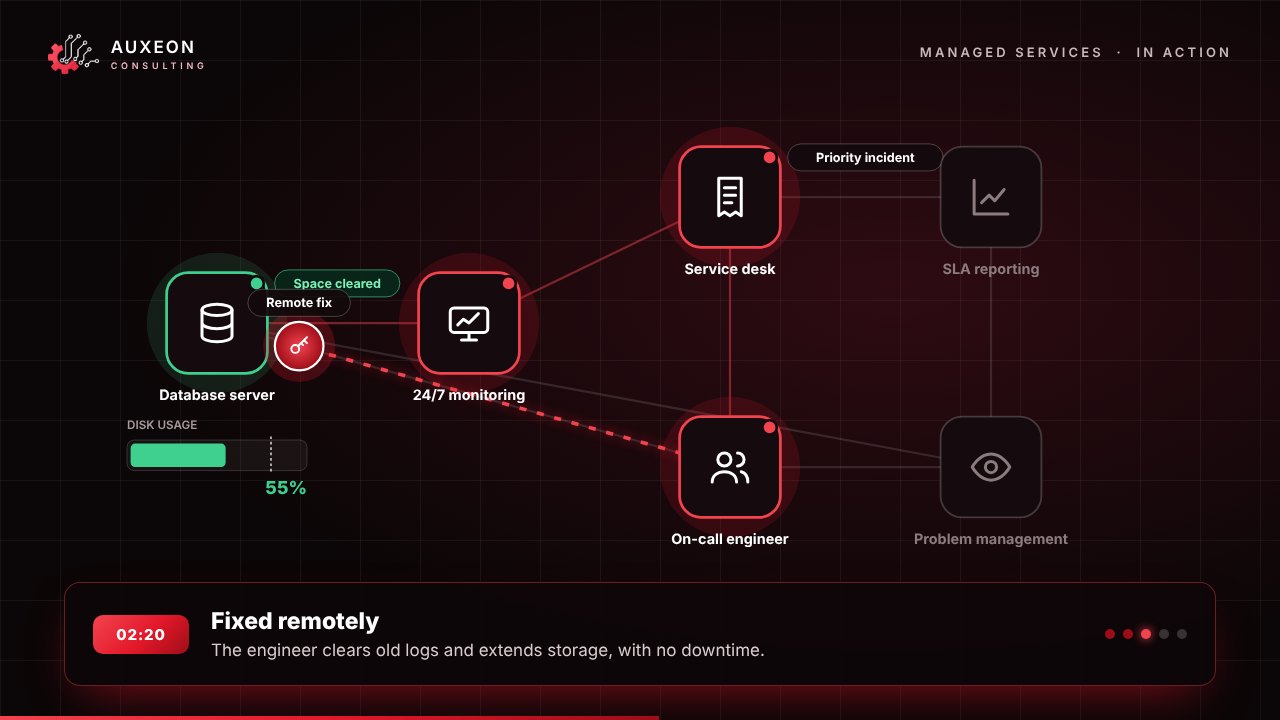 AUXEON
CONSULTING
MANAGED SERVICES · IN ACTION
Priority incident
Service desk
SLA reporting
Space cleared
Remote fix
Database server
24/7 monitoring
DISK USAGE
55%
On-call engineer
Problem management
02:20
Fixed remotely
The engineer clears old logs and extends storage, with no downtime.